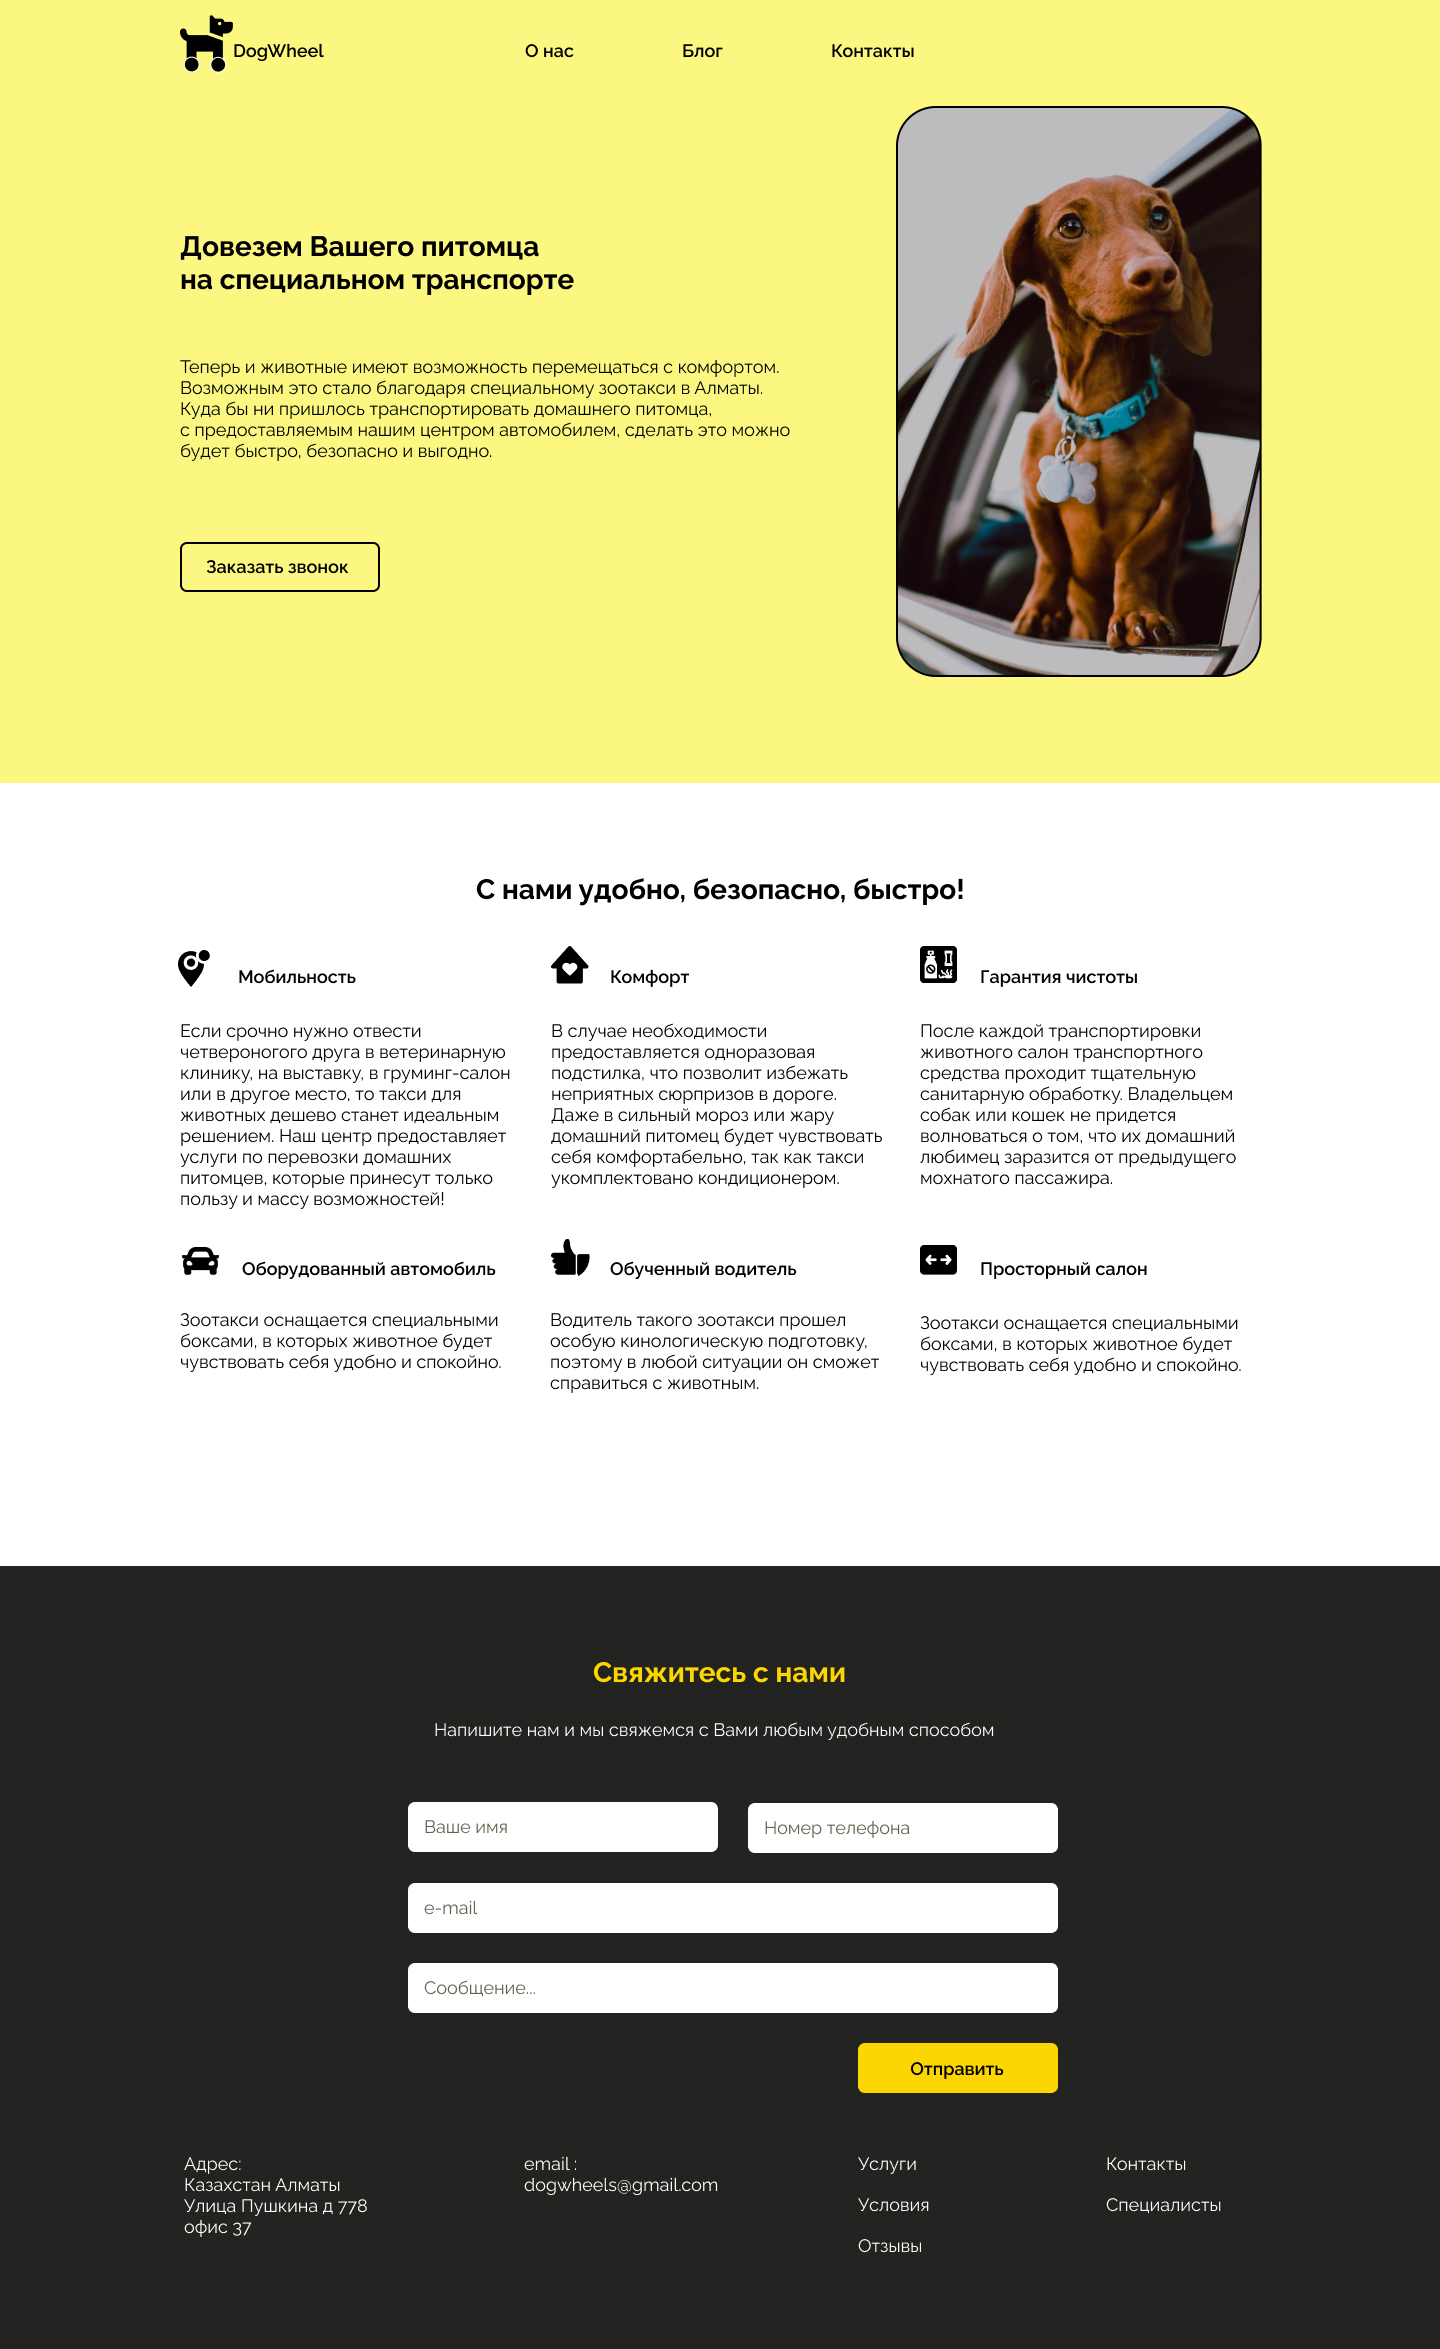 DogWheel
О нас
Блог
Контакты
Довезем Вашего питомца
на специальном транспорте
Теперь и животные имеют возможность перемещаться с комфортом.
Возможным это стало благодаря специальному зоотакси в Алматы.
Куда бы ни пришлось транспортировать домашнего питомца,
с предоставляемым нашим центром автомобилем, сделать это можно
будет быстро, безопасно и выгодно.
Заказать звонок
С нами удобно, безопасно, быстро!
Мобильность
Если срочно нужно отвести
четвероногого друга в ветеринарную
клинику, на выставку, в груминг-салон
или в другое место, то такси для
животных дешево станет идеальным
решением. Наш центр предоставляет
услуги по перевозки домашних
питомцев, которые принесут только
пользу и массу возможностей!
Комфорт
В случае необходимости
предоставляется одноразовая
подстилка, что позволит избежать
неприятных сюрпризов в дороге.
Даже в сильный мороз или жару
домашний питомец будет чувствовать
себя комфортабельно, так как такси
укомплектовано кондиционером.
Гарантия чистоты
После каждой транспортировки
животного салон транспортного
средства проходит тщательную
санитарную обработку. Владельцем
собак или кошек не придется
волноваться о том, что их домашний
любимец заразится от предыдущего
мохнатого пассажира.
Оборудованный автомобиль
Зоотакси оснащается специальными
боксами, в которых животное будет
чувствовать себя удобно и спокойно.
Обученный водитель
Водитель такого зоотакси прошел
особую кинологическую подготовку,
поэтому в любой ситуации он сможет
справиться с животным.
Просторный салон
Зоотакси оснащается специальными
боксами, в которых животное будет
чувствовать себя удобно и спокойно.
Свяжитесь с нами
Напишите нам и мы свяжемся с Вами любым удобным способом
Ваше имя
Номер телефона
e-mail
Сообщение...
Отправить
Адрес:
Казахстан Алматы
Улица Пушкина д 778
офис 37
email :
dogwheels@gmail.com
Услуги
Условия
Отзывы
Контакты
Специалисты